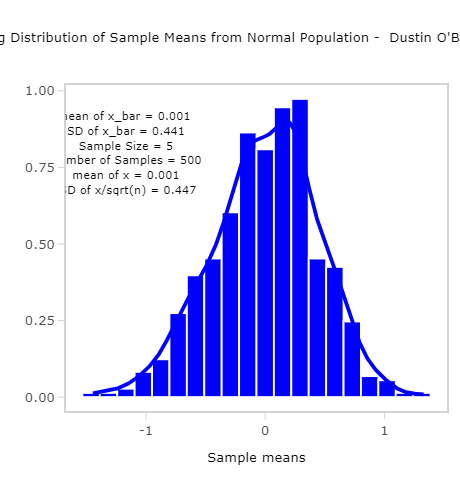 g Distribution of Sample Means from Normal Population - Dustin O'B
1.00
ean of x_bar = 0.001
SD of x_bar = 0.441
Sample Size = 5
mber of Samples = 500
mean of x = 0.001
D of x/sqrt(n) = 0.447
0.75
0.50
0.25
0.00
-1 0 1
Sample means